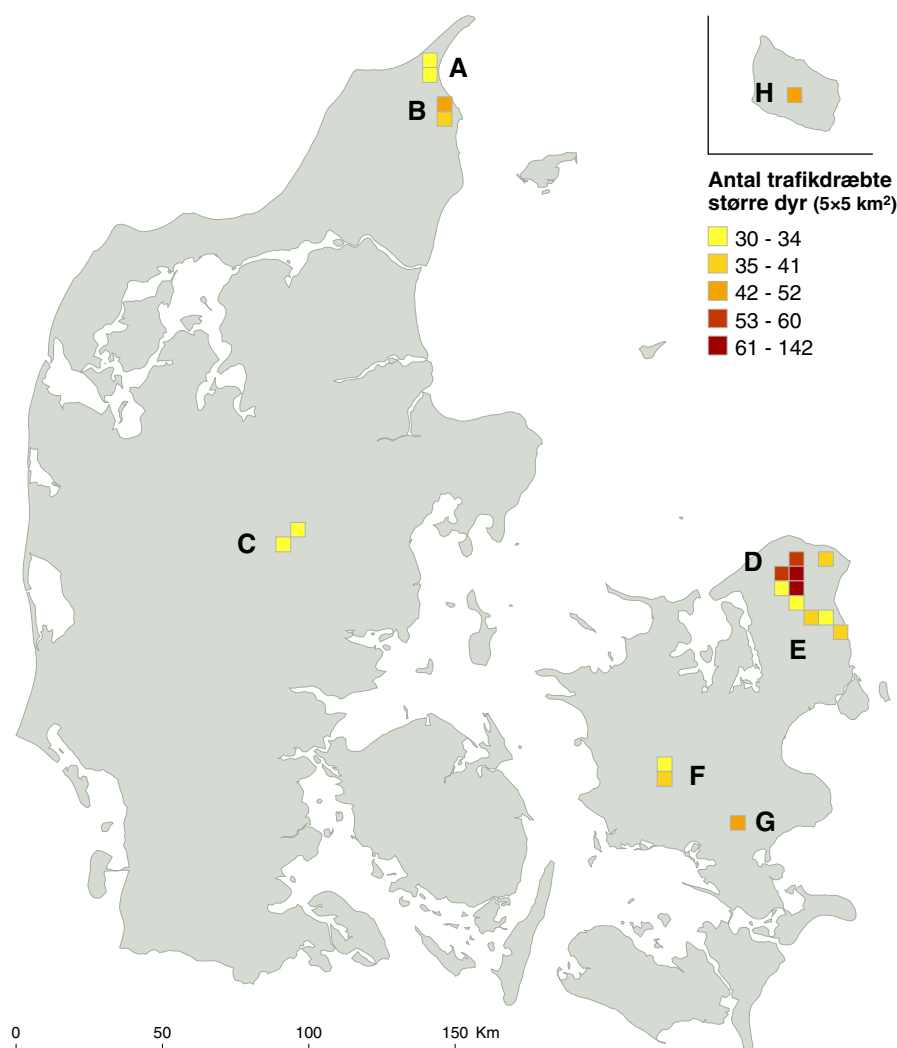 A
B
H
Antal trafikdræbte
større dyr (5×5 km²)
30 - 34
35 - 41
42 - 52
53 - 60
61 - 142
C
D
E
F
G
0 50 100 150 Km